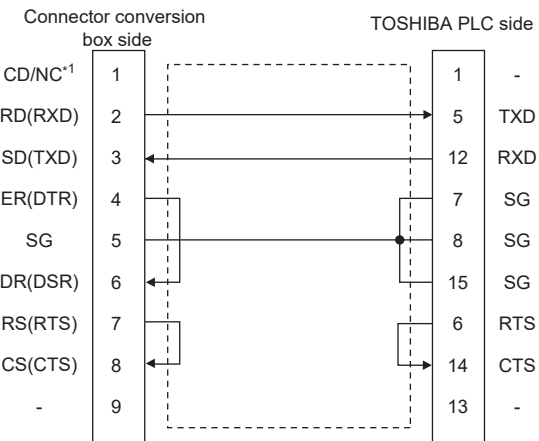 Connector conversion
box side
TOSHIBA PLC side
CD/NC*1 1 1 -
RD(RXD) 2 5 TXD
SD(TXD) 3 12 RXD
ER(DTR) 4 7 SG
SG 5 8 SG
DR(DSR) 6 15 SG
RS(RTS) 7 6 RTS
CS(CTS) 8 14 CTS
- 9 13 -